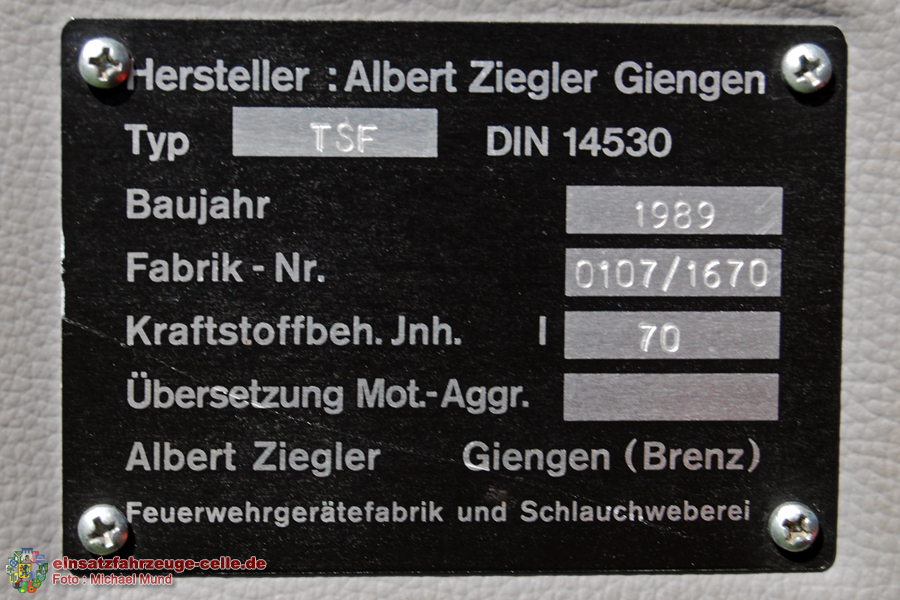 Hersteller : Albert Ziegler Giengen
Typ TSF DIN 14530
Baujahr 1989
Fabrik - Nr. 0107/1670
Kraftstoffbeh. Jnh. l 70
Übersetzung Mot.-Aggr.
Albert Ziegler Giengen (Brenz)
Feuerwehrgerätefabrik und Schlauchweberei
einsatzfahrzeuge-celle.de
Foto : Michael Mund